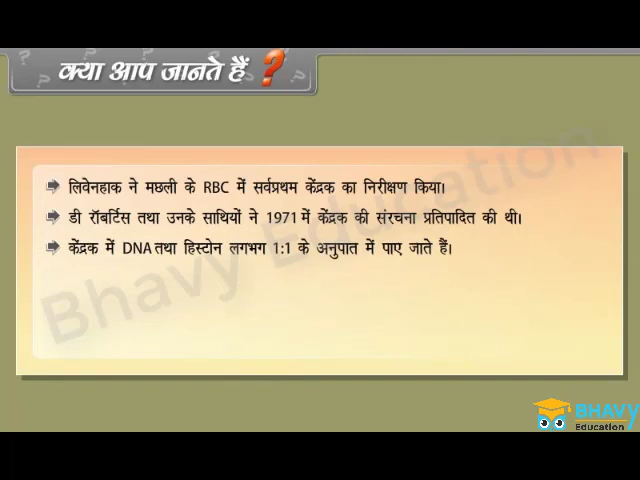 क्या आप जानते हैं ?
लिवेनहाक ने मछली के RBC में सर्वप्रथम केंद्रक का निरीक्षण किया।
डी रॉबर्टिस तथा उनके साथियों ने 1971 में केंद्रक की संरचना प्रतिपादित की थी।
केंद्रक में DNA तथा हिस्टोन लगभग 1:1 के अनुपात में पाए जाते हैं।
Bhavy Education
BHAVY
Education